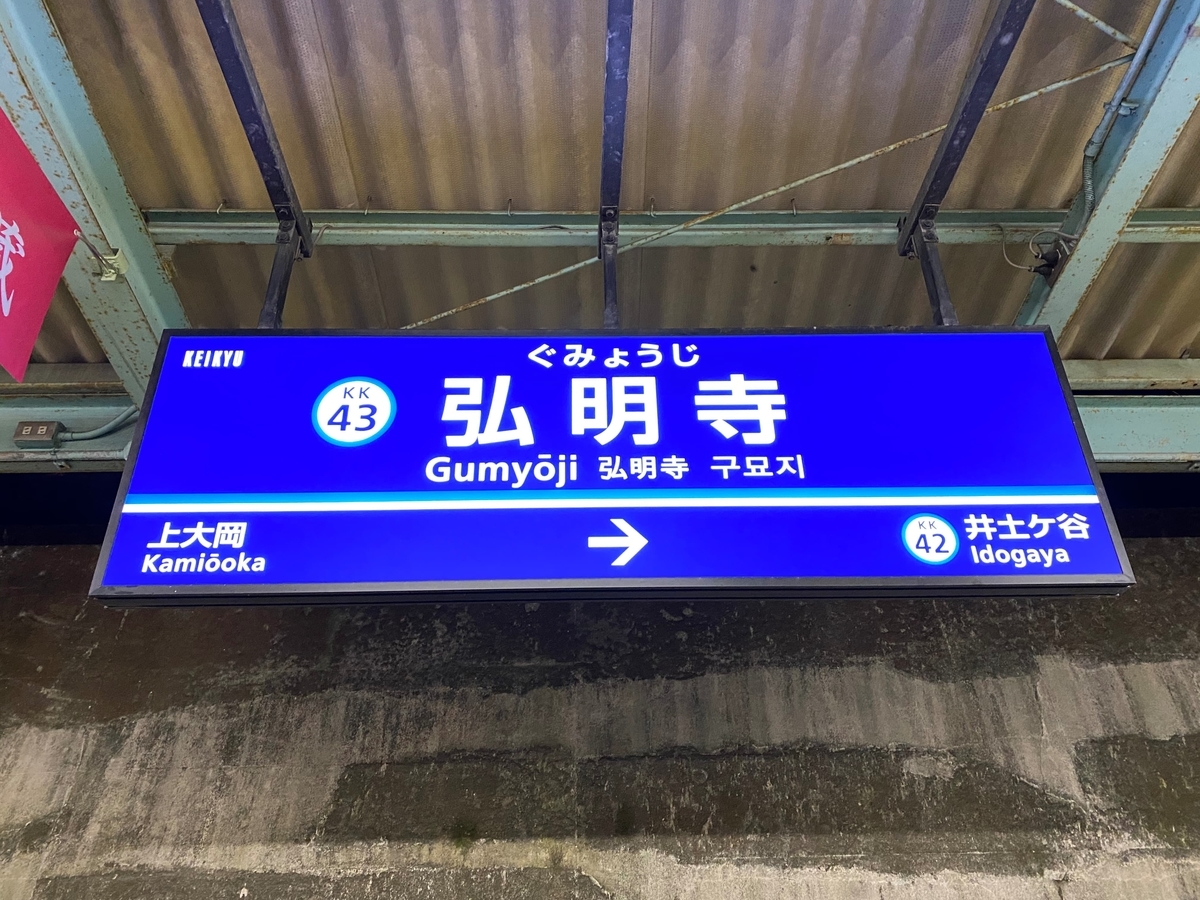 KEIKYU
ぐみょうじ
KK
43
弘明寺
Gumyōji 弘明寺 구묘지
上大岡
Kamiōoka
→
KK
42
井土ケ谷
Idogaya